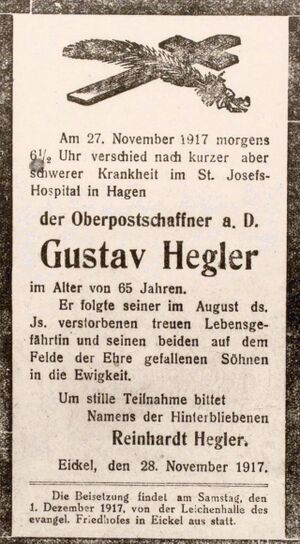 Am 27. November 1917 morgens
6½ Uhr verschied nach kurzer aber
schwerer Krankheit im St. Josefs-
Hospital in Hagen
der Oberpostschaffner a. D.
Gustav Hegler
im Alter von 65 Jahren.
Er folgte seiner im August ds.
Js. verstorbenen treuen Lebensge-
fährtin und seinen beiden auf dem
Felde der Ehre gefallenen Söhnen
in die Ewigkeit.
Um stille Teilnahme bittet
Namens der Hinterbliebenen
Reinhardt Hegler.
Eickel, den 28. November 1917.
Die Beisetzung findet am Samstag, den
1. Dezember 1917, von der Leichenhalle des
evangel. Friedhofes in Eickel aus statt.